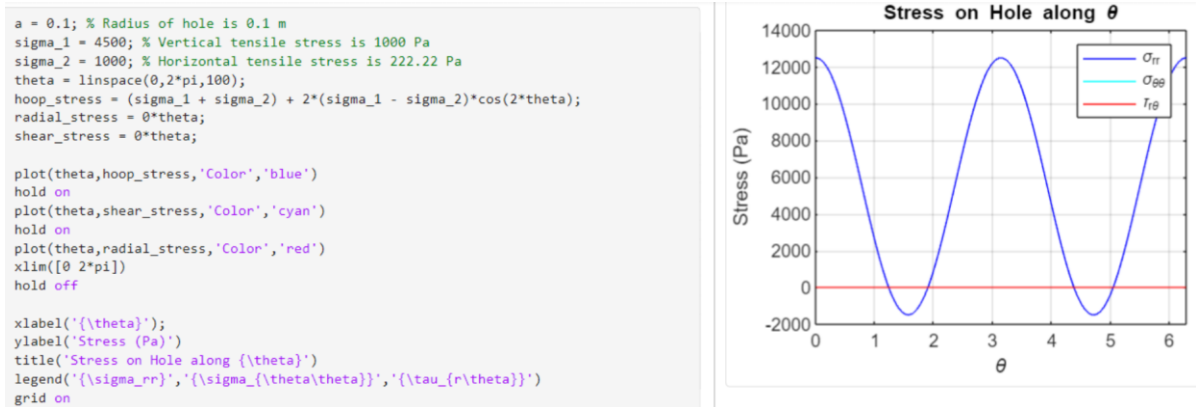 a = 0.1; % Radius of hole is 0.1 m
sigma_1 = 4500; % Vertical tensile stress is 1000 Pa
sigma_2 = 1000; % Horizontal tensile stress is 222.22 Pa
theta = linspace(0,2*pi,100);
hoop_stress = (sigma_1 + sigma_2) + 2*(sigma_1 - sigma_2)*cos(2*theta);
radial_stress = 0*theta;
shear_stress = 0*theta;
plot(theta,hoop_stress,'Color','blue')
hold on
plot(theta,shear_stress,'Color','cyan')
hold on
plot(theta,radial_stress,'Color','red')
xlim([0 2*pi])
hold off
xlabel('{\theta}');
ylabel('Stress (Pa)')
title('Stress on Hole along {\theta}')
legend('{\sigma_rr}','{\sigma_{\theta\theta}}','{\tau_{r\theta}}')
grid on
Stress on Hole along θ
14000
12000
10000
8000
6000
4000
2000
0
-2000
Stress (Pa)
σrr
σθθ
τrθ
0 1 2 3 4 5 6
θ